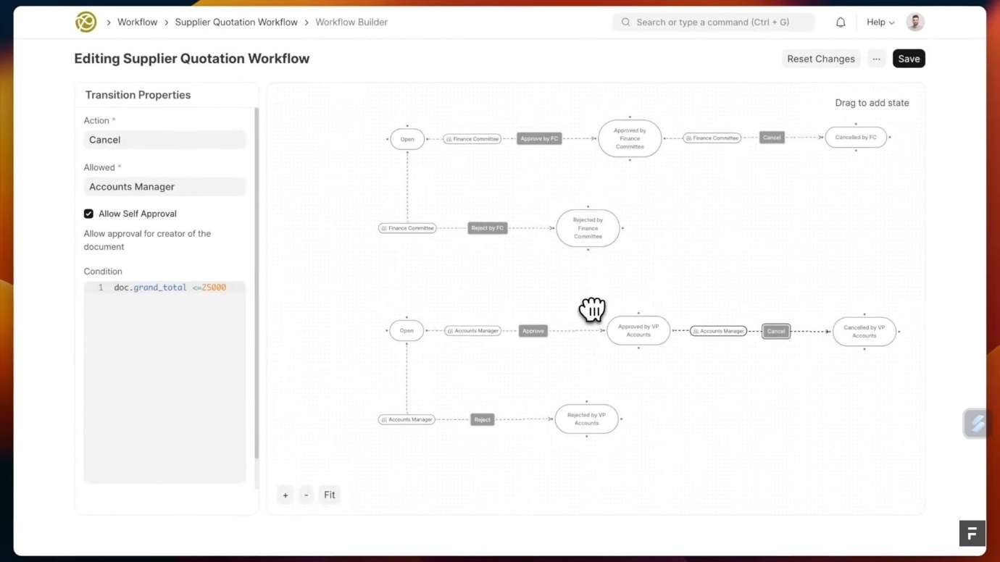 Workflow
Supplier Quotation Workflow
Workflow Builder
Search or type a command (Ctrl + G)
Help
Editing Supplier Quotation Workflow
Reset Changes
...
Save
Transition Properties
Action *
Cancel
Allowed *
Accounts Manager
Allow Self Approval
Allow approval for creator of the
document
Condition
1 doc.grand_total <=25000
Drag to add state
Open
Finance Committee
Approve by FC
Approved by
Finance
Committee
Finance Committee
Cancel
Cancelled by FC
Finance Committee
Reject by FC
Rejected by
Finance
Committee
Open
Accounts Manager
Approve
Approved by VP
Accounts
Accounts Manager
Cancel
Cancelled by VP
Accounts
Accounts Manager
Reject
Rejected by VP
Accounts
+
-
Fit